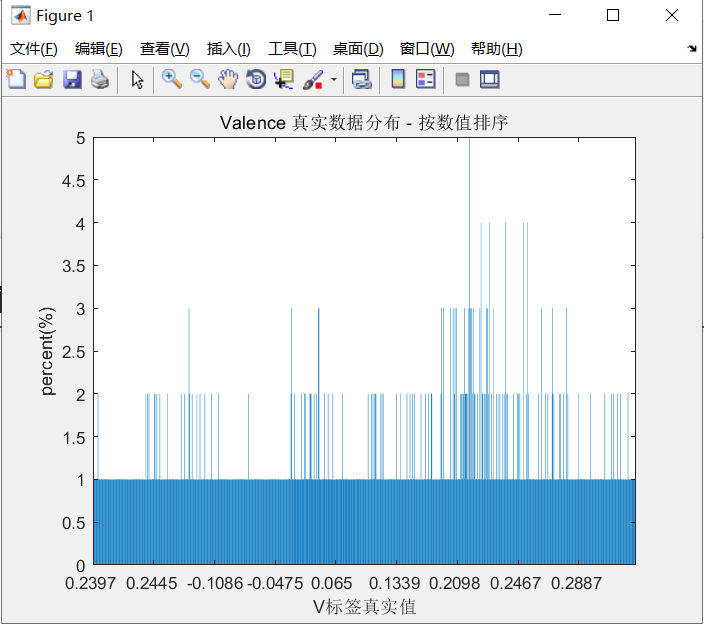 Figure 1
文件(F) 编辑(E) 查看(V) 插入(I) 工具(T) 桌面(D) 窗口(W) 帮助(H)
Valence 真实数据分布 - 按数值排序
5
4.5
4
3.5
3
2.5
2
1.5
1
0.5
0
percent(%)
0.2397 0.2445 -0.1086 -0.0475 0.065 0.1339 0.2098 0.2467 0.2887
V标签真实值